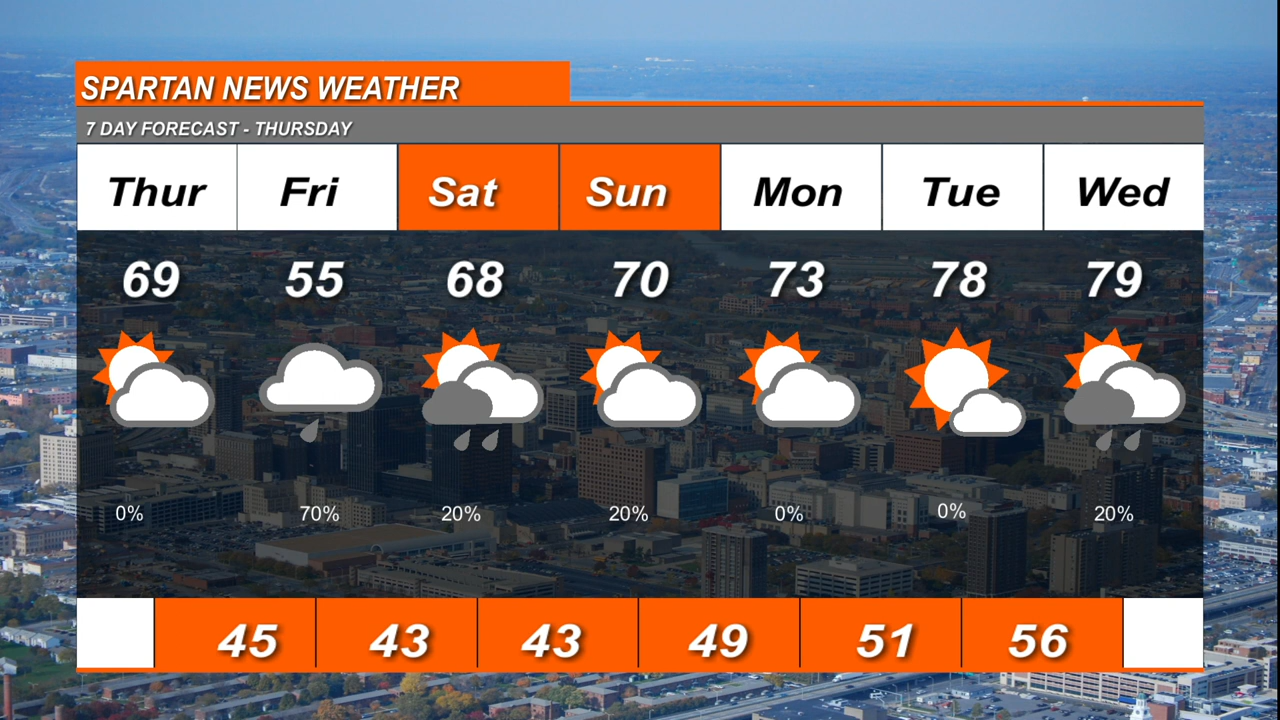 SPARTAN NEWS WEATHER
7 DAY FORECAST - THURSDAY
Thur Fri Sat Sun Mon Tue Wed
69 55 68 70 73 78 79
0% 70% 20% 20% 0% 0% 20%
45 43 43 49 51 56